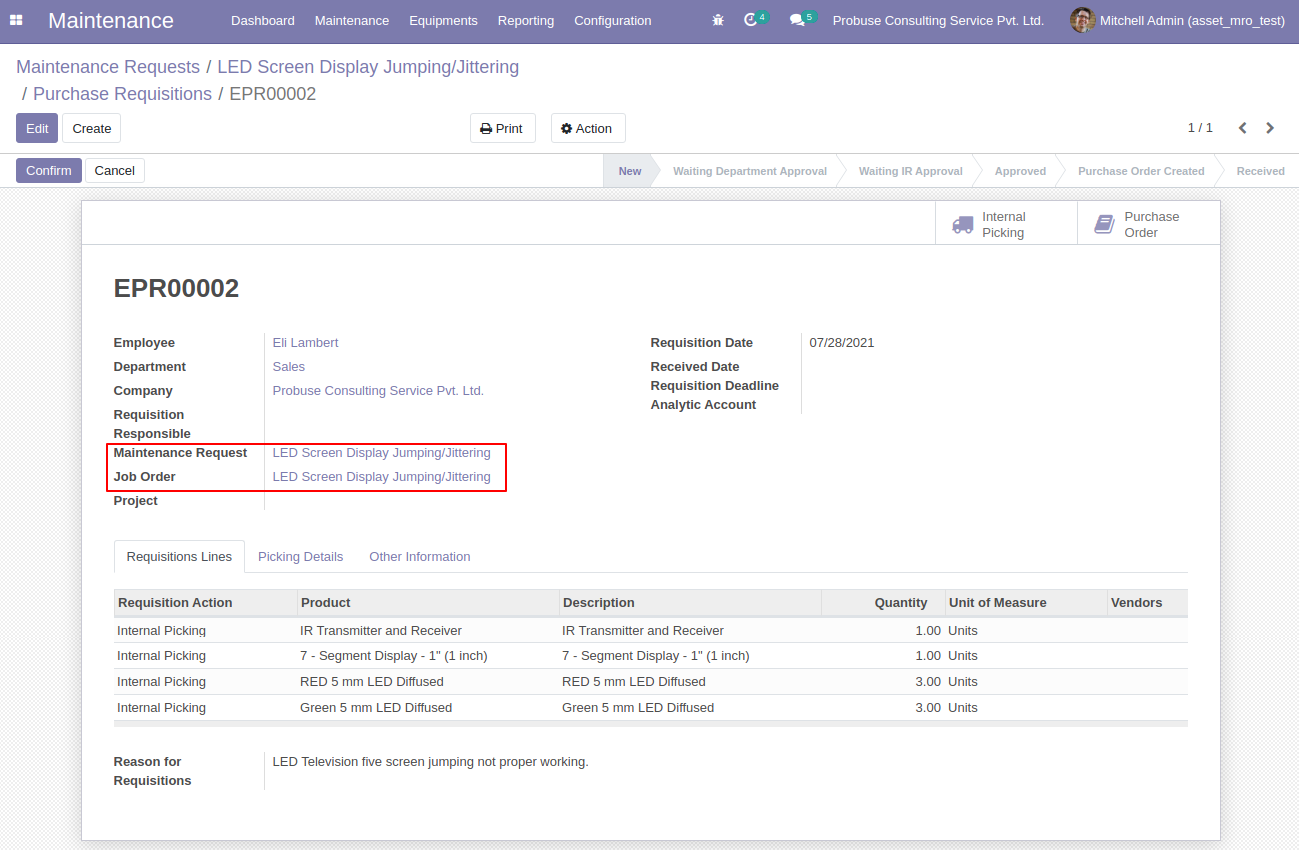 Maintenance Dashboard Maintenance Equipments Reporting Configuration 4 5 Probuse Consulting Service Pvt. Ltd. Mitchell Admin (asset_mro_test)
Maintenance Requests / LED Screen Display Jumping/Jittering
/ Purchase Requisitions / EPR00002
Edit Create Print Action 1 / 1
Confirm Cancel New Waiting Department Approval Waiting IR Approval Approved Purchase Order Created Received
Internal Picking Purchase Order
EPR00002
Employee Eli Lambert Requisition Date 07/28/2021
Department Sales Received Date
Company Probuse Consulting Service Pvt. Ltd. Requisition Deadline
Analytic Account
Requisition Responsible
Maintenance Request LED Screen Display Jumping/Jittering
Job Order LED Screen Display Jumping/Jittering
Project
Requisitions Lines Picking Details Other Information
Requisition Action Product Description Quantity Unit of Measure Vendors
Internal Picking IR Transmitter and Receiver IR Transmitter and Receiver 1.00 Units
Internal Picking 7 - Segment Display - 1" (1 inch) 7 - Segment Display - 1" (1 inch) 1.00 Units
Internal Picking RED 5 mm LED Diffused RED 5 mm LED Diffused 3.00 Units
Internal Picking Green 5 mm LED Diffused Green 5 mm LED Diffused 3.00 Units
Reason for Requisitions LED Television five screen jumping not proper working.